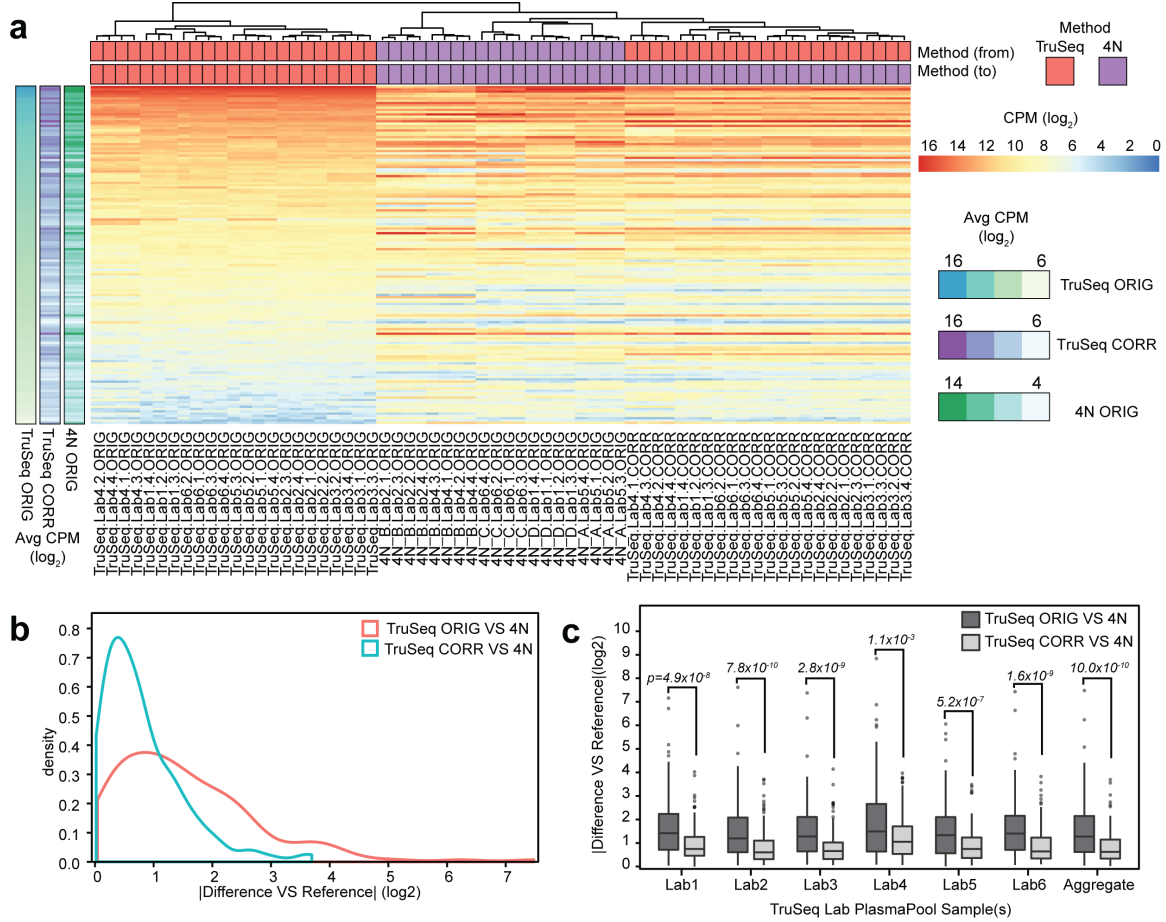 a
Method (from)
Method (to)
Method
TruSeq
4N
CPM (log2)
16 14 12 10 8 6 4 2 0
Avg CPM
(log2)
16 6
TruSeq ORIG
16 6
TruSeq CORR
14 4
4N ORIG
TruSeq ORIG
TruSeq CORR
4N ORIG
Avg CPM
(log2)
TruSeq.Lab4.2.ORIG
TruSeq.Lab4.4.ORIG
TruSeq.Lab4.1.ORIG
TruSeq.Lab4.3.ORIG
TruSeq.Lab1.4.ORIG
TruSeq.Lab1.1.ORIG
TruSeq.Lab1.3.ORIG
TruSeq.Lab6.2.ORIG
TruSeq.Lab6.3.ORIG
TruSeq.Lab6.4.ORIG
TruSeq.Lab5.3.ORIG
TruSeq.Lab5.2.ORIG
TruSeq.Lab5.1.ORIG
TruSeq.Lab2.3.ORIG
TruSeq.Lab2.1.ORIG
TruSeq.Lab2.2.ORIG
TruSeq.Lab3.2.ORIG
TruSeq.Lab3.4.ORIG
TruSeq.Lab3.1.ORIG
TruSeq.Lab3.3.ORIG
4N_B.Lab2.1.ORIG
4N_B.Lab2.3.ORIG
4N_B.Lab2.2.ORIG
4N_B.Lab2.4.ORIG
4N_B.Lab4.3.ORIG
4N_B.Lab4.1.ORIG
4N_B.Lab4.2.ORIG
4N_B.Lab4.4.ORIG
4N_C.Lab6.4.ORIG
4N_C.Lab6.2.ORIG
4N_C.Lab6.1.ORIG
4N_C.Lab6.3.ORIG
4N_D.Lab1.4.ORIG
4N_D.Lab1.1.ORIG
4N_D.Lab1.2.ORIG
4N_D.Lab1.3.ORIG
4N_A.Lab5.4.ORIG
4N_A.Lab5.1.ORIG
4N_A.Lab5.2.ORIG
4N_A.Lab5.3.ORIG
TruSeq.Lab4.1.CORR
TruSeq.Lab4.3.CORR
TruSeq.Lab4.2.CORR
TruSeq.Lab4.4.CORR
TruSeq.Lab1.4.CORR
TruSeq.Lab1.2.CORR
TruSeq.Lab1.1.CORR
TruSeq.Lab1.3.CORR
TruSeq.Lab6.2.CORR
TruSeq.Lab6.1.CORR
TruSeq.Lab6.3.CORR
TruSeq.Lab6.4.CORR
TruSeq.Lab5.1.CORR
TruSeq.Lab5.3.CORR
TruSeq.Lab5.2.CORR
TruSeq.Lab2.4.CORR
TruSeq.Lab2.2.CORR
TruSeq.Lab2.1.CORR
TruSeq.Lab3.3.CORR
TruSeq.Lab3.2.CORR
TruSeq.Lab3.4.CORR
b
TruSeq ORIG VS 4N
TruSeq CORR VS 4N
density
0.8
0.7
0.6
0.5
0.4
0.3
0.2
0.1
0.0
0 1 2 3 4 5 6 7
|Difference VS Reference| (log2)
c
TruSeq ORIG VS 4N
TruSeq CORR VS 4N
|Difference VS Reference|(log2)
10
9
8
7
6
5
4
3
2
1
0
p=4.9x10-8
7.8x10-10
2.8x10-9
1.1x10-3
5.2x10-7
1.6x10-9
10.0x10-10
Lab1 Lab2 Lab3 Lab4 Lab5 Lab6 Aggregate
TruSeq Lab PlasmaPool Sample(s)